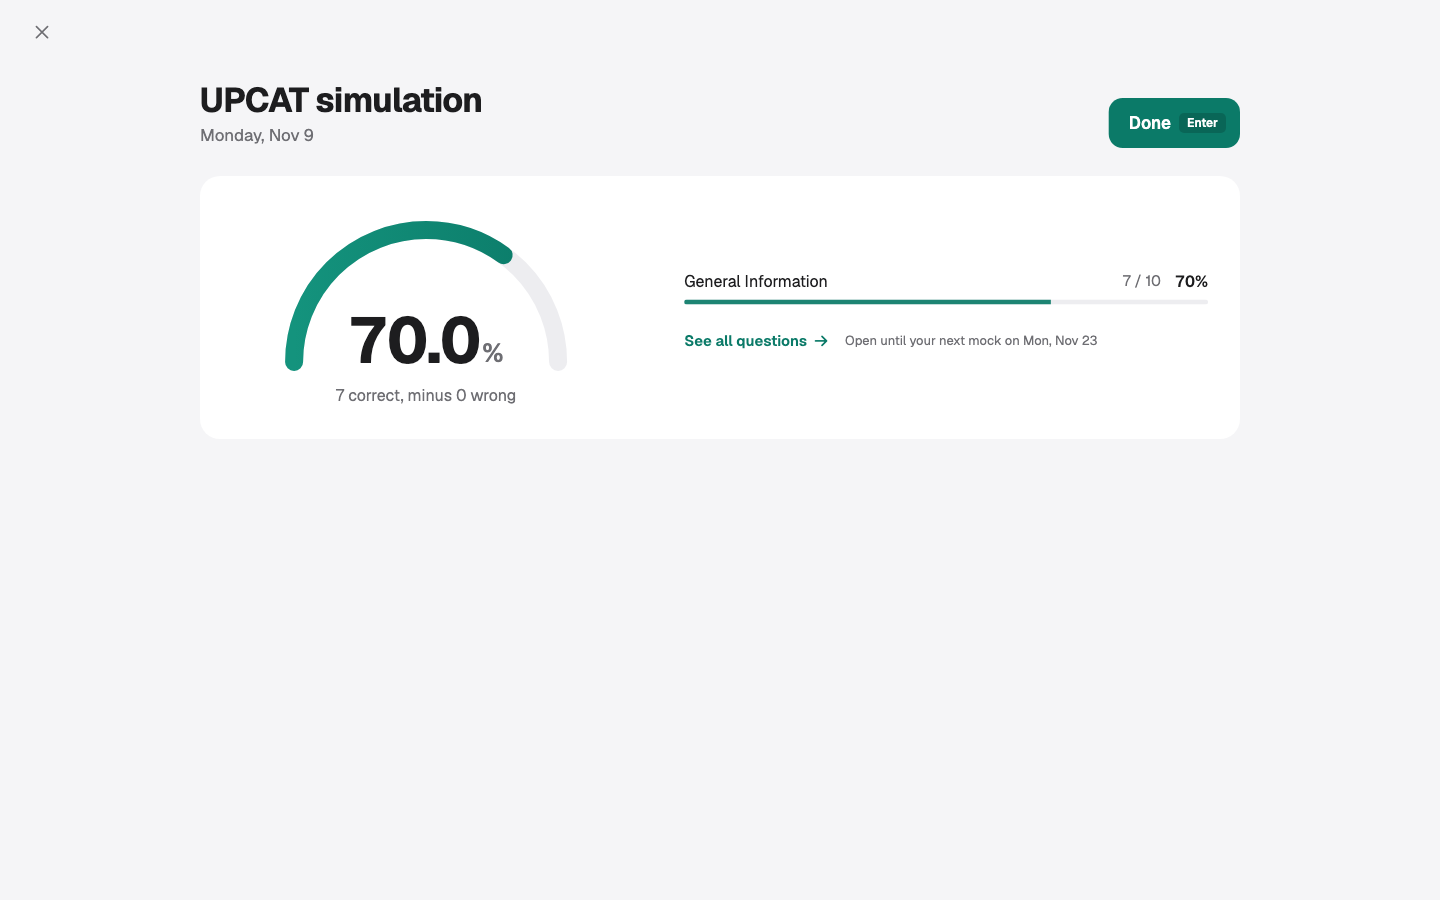 UPCAT simulation
Monday, Nov 9
Done Enter
70.0%
7 correct, minus 0 wrong
General Information 7 / 10 70%
See all questions → Open until your next mock on Mon, Nov 23